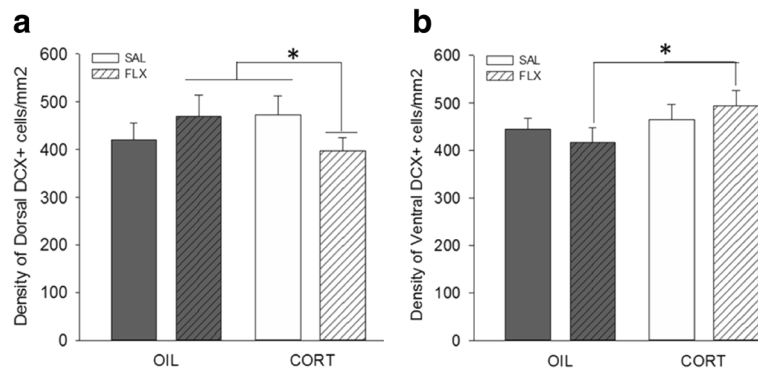 a
*
600
500
400
300
200
100
0
Density of Dorsal DCX+ cells/mm2
SAL
FLX
OIL
CORT
b
*
600
500
400
300
200
100
0
Density of Ventral DCX+ cells/mm2
SAL
FLX
OIL
CORT